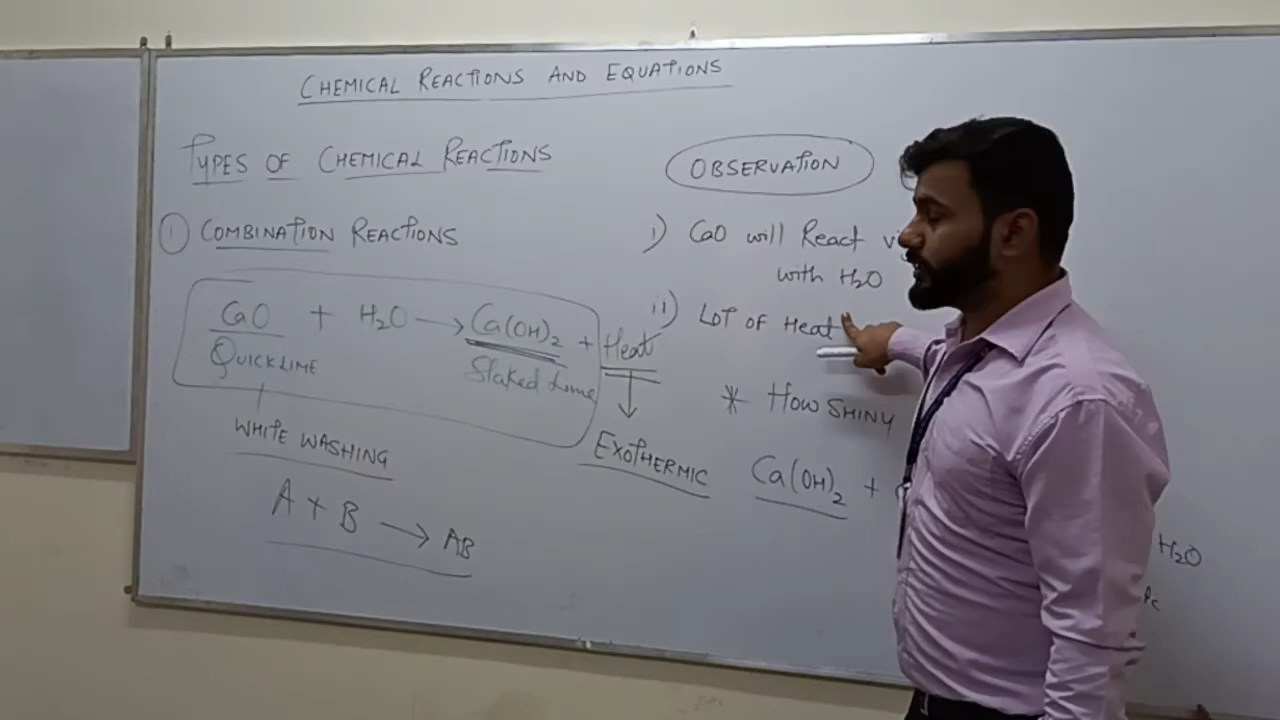 CHEMICAL REACTIONS AND EQUATIONS
TYPES OF CHEMICAL REACTIONS
① COMBINATION REACTIONS
CaO + H₂O → Ca(OH)₂ + Heat
QUICKLIME
Slaked Lime
WHITE WASHING
EXOTHERMIC
A + B → AB
OBSERVATION
i) CaO will React
with H₂O
ii) LOT OF Heat
* How SHINY
Ca(OH)₂ +
H₂O